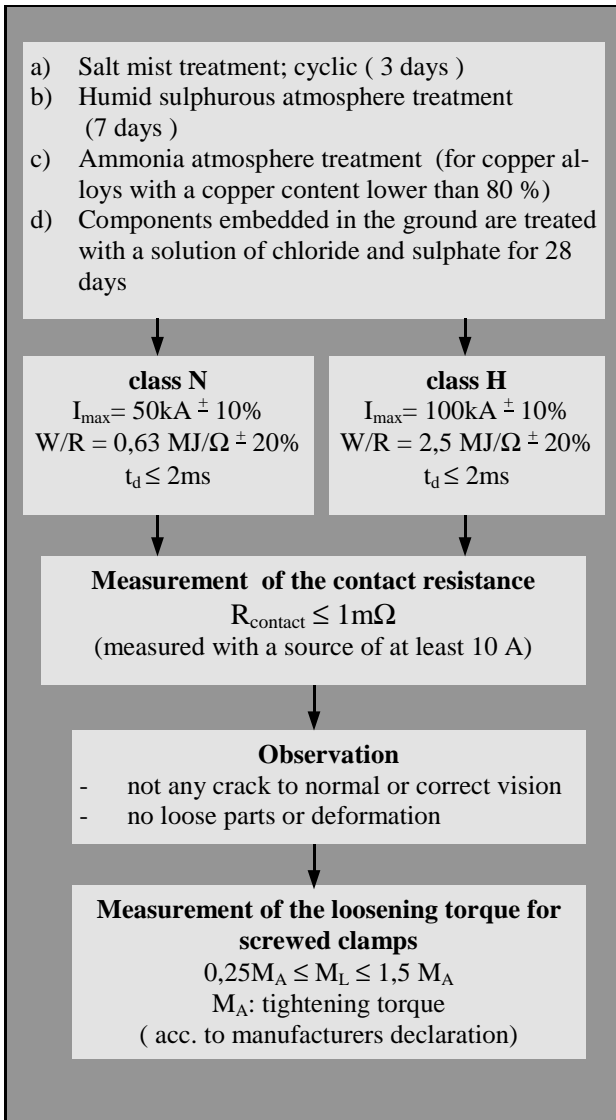 a) Salt mist treatment; cyclic ( 3 days )
b) Humid sulphurous atmosphere treatment
(7 days )
c) Ammonia atmosphere treatment (for copper al-
loys with a copper content lower than 80 %)
d) Components embedded in the ground are treated
with a solution of chloride and sulphate for 28
days
class N
Imax= 50kA ± 10%
W/R = 0,63 MJ/Ω ± 20%
td ≤ 2ms
class H
Imax= 100kA ± 10%
W/R = 2,5 MJ/Ω ± 20%
td ≤ 2ms
Measurement of the contact resistance
Rcontact ≤ 1mΩ
(measured with a source of at least 10 A)
Observation
- not any crack to normal or correct vision
- no loose parts or deformation
Measurement of the loosening torque for
screwed clamps
0,25MA ≤ ML ≤ 1,5 MA
MA: tightening torque
( acc. to manufacturers declaration)